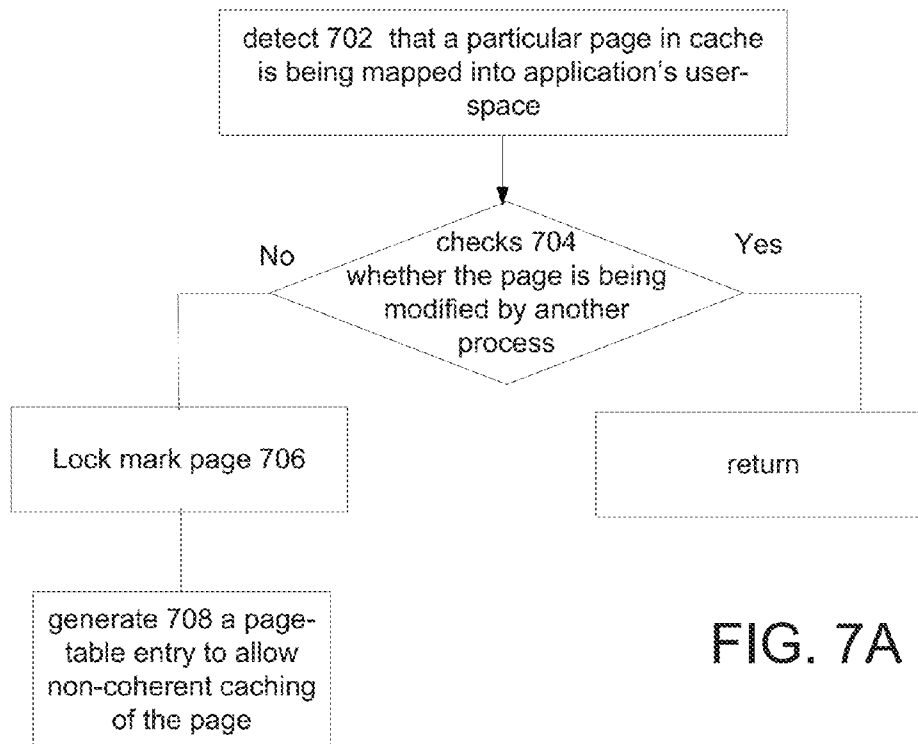 detect 702 that a particular page in cache
is being mapped into application's user-
space
No
checks 704
whether the page is being
modified by another
process
Yes
Lock mark page 706
return
generate 708 a page-
table entry to allow
non-coherent caching
of the page
FIG. 7A